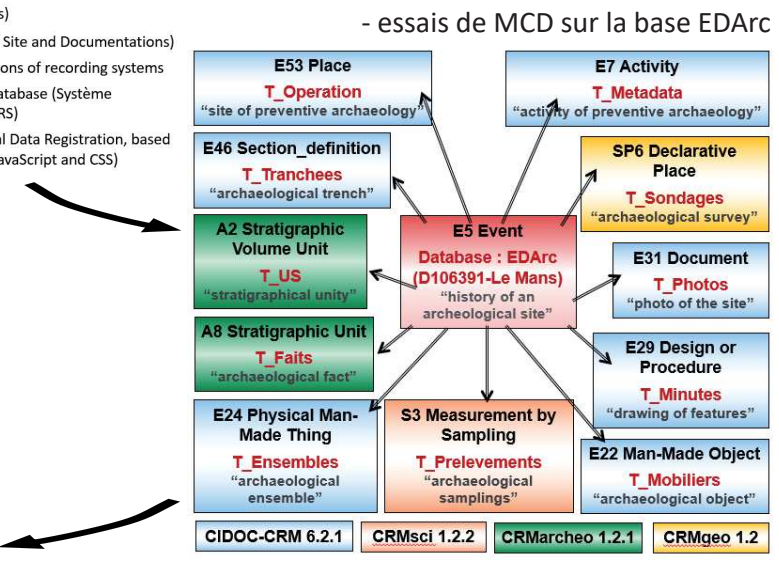 s)
Site and Documentations)
ons of recording systems
atabase (Système
RS)
al Data Registration, based
avaScript and CSS)
- essais de MCD sur la base EDArc
E53 Place
T_Operation
“site of preventive archaeology”
E7 Activity
T_Metadata
“activity of preventive archaeology”
E46 Section_definition
T_Tranchees
“archaeological trench”
SP6 Declarative
Place
T_Sondages
“archaeological survey”
A2 Stratigraphic
Volume Unit
T_US
“stratigraphical unity”
E5 Event
Database : EDArc
(D106391-Le Mans)
“history of an
archeological site”
E31 Document
T_Photos
“photo of the site”
A8 Stratigraphic Unit
T_Faits
“archaeological fact”
E29 Design or
Procedure
T_Minutes
“drawing of features”
E24 Physical Man-
Made Thing
T_Ensembles
“archaeological
ensemble”
S3 Measurement by
Sampling
T_Prelevements
“archaeological
samplings”
E22 Man-Made Object
T_Mobiliers
“archaeological object”
CIDOC-CRM 6.2.1
CRMsci 1.2.2
CRMarcheo 1.2.1
CRMgeo 1.2